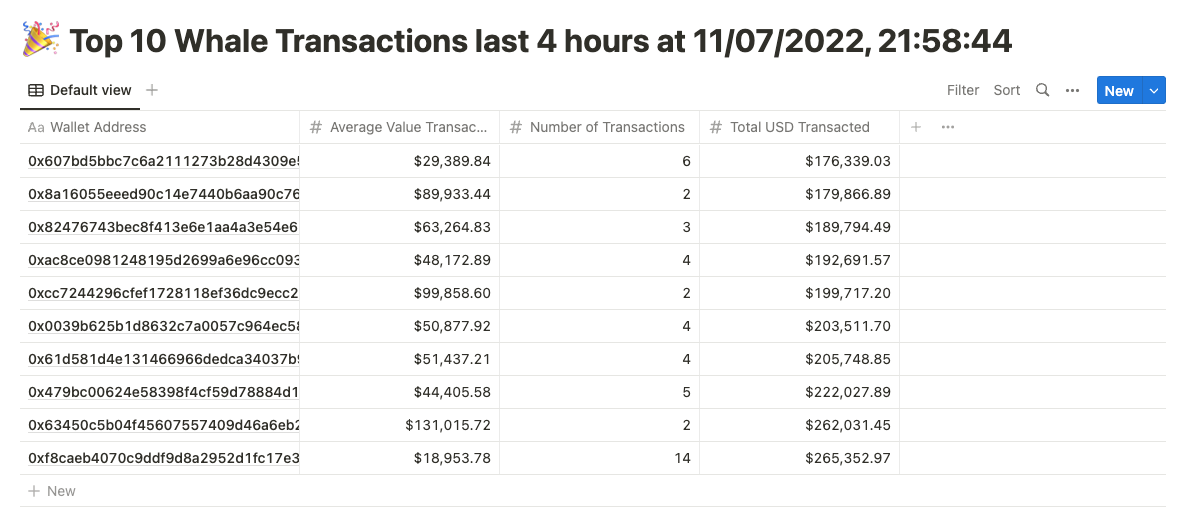 🎉 Top 10 Whale Transactions last 4 hours at 11/07/2022, 21:58:44
Default view + Filter Sort ••• New
Aa Wallet Address # Average Value Transac... # Number of Transactions # Total USD Transacted + •••
0x607bd5bbc7c6a2111273b28d4309e5 $29,389.84 6 $176,339.03
0x8a16055eeed90c14e7440b6aa90c76 $89,933.44 2 $179,866.89
0x82476743bec8f413e6e1aa4a3e54e6 $63,264.83 3 $189,794.49
0xac8ce0981248195d2699a6e96cc093 $48,172.89 4 $192,691.57
0xcc7244296cfef1728118ef36dc9ecc2 $99,858.60 2 $199,717.20
0x0039b625b1d8632c7a0057c964ec58 $50,877.92 4 $203,511.70
0x61d581d4e131466966dedca34037b9 $51,437.21 4 $205,748.85
0x479bc00624e58398f4cf59d78884d1 $44,405.58 5 $222,027.89
0x63450c5b04f45607557409d46a6eb2 $131,015.72 2 $262,031.45
0xf8caeb4070c9ddf9d8a2952d1fc17e3 $18,953.78 14 $265,352.97
+ New